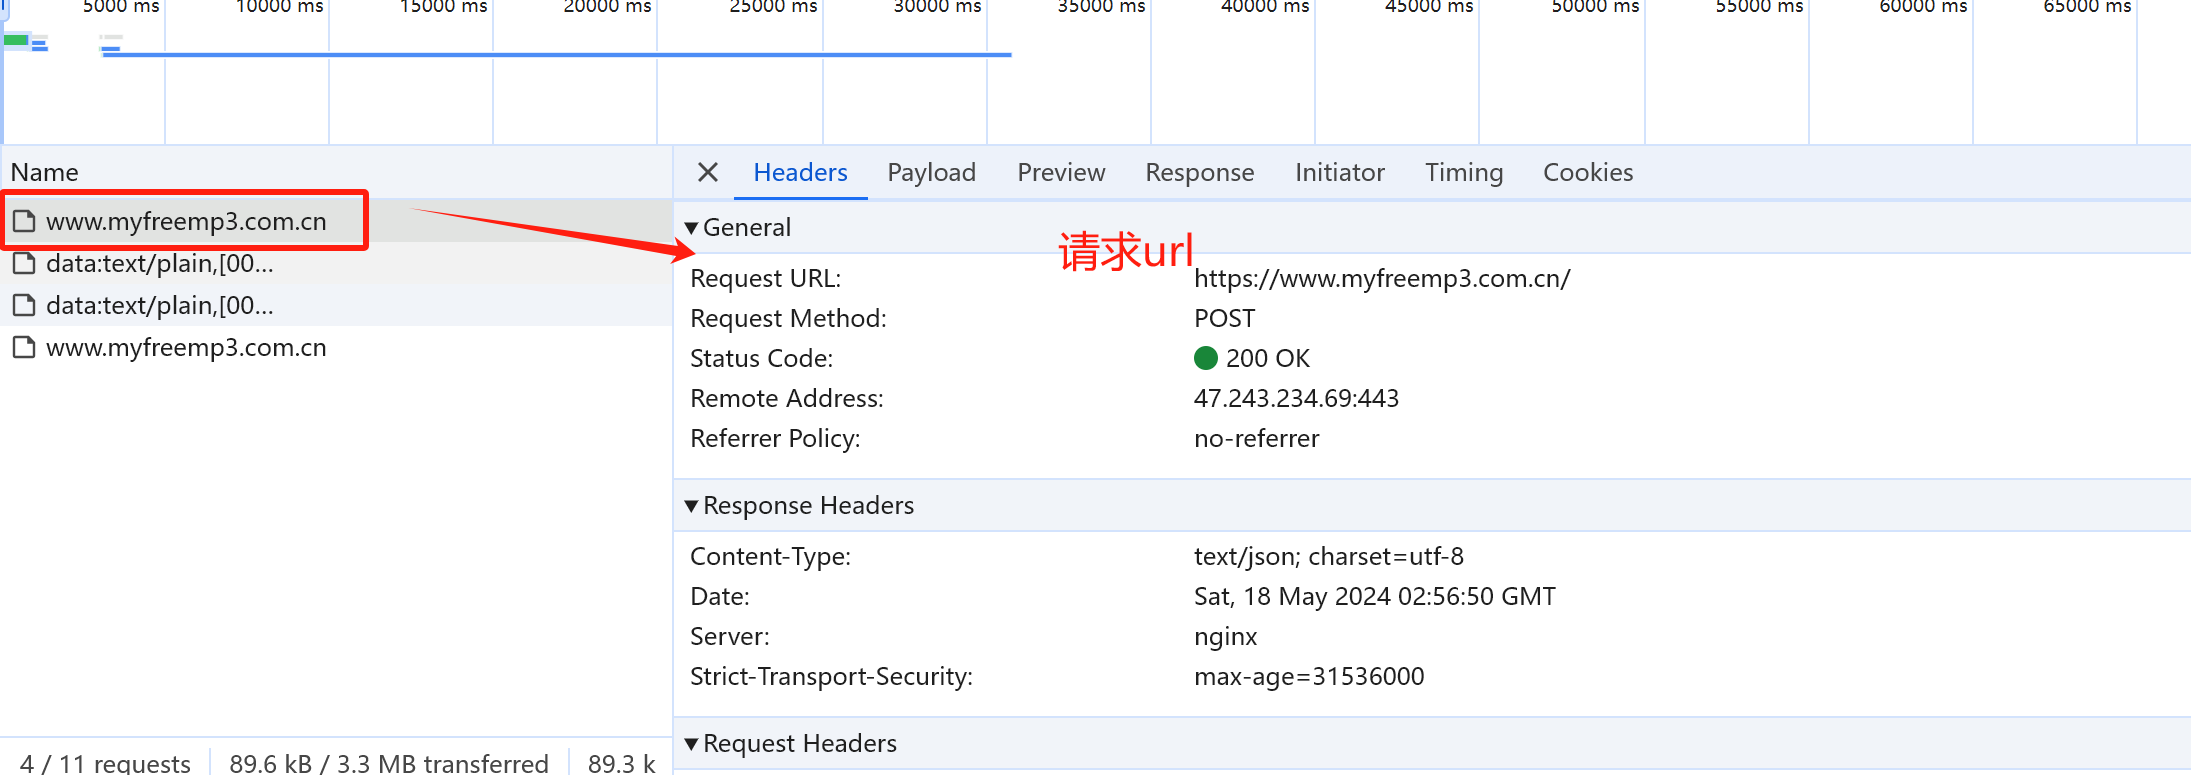 5000 ms 10000 ms 15000 ms 20000 ms 25000 ms 30000 ms 35000 ms 40000 ms 45000 ms 50000 ms 55000 ms 60000 ms 65000 ms
Name
www.myfreemp3.com.cn
data:text/plain,[00...
data:text/plain,[00...
www.myfreemp3.com.cn
4 / 11 requests 89.6 kB / 3.3 MB transferred 89.3 k
Headers Payload Preview Response Initiator Timing Cookies
General
请求url
Request URL: https://www.myfreemp3.com.cn/
Request Method: POST
Status Code: 200 OK
Remote Address: 47.243.234.69:443
Referrer Policy: no-referrer
Response Headers
Content-Type: text/json; charset=utf-8
Date: Sat, 18 May 2024 02:56:50 GMT
Server: nginx
Strict-Transport-Security: max-age=31536000
Request Headers